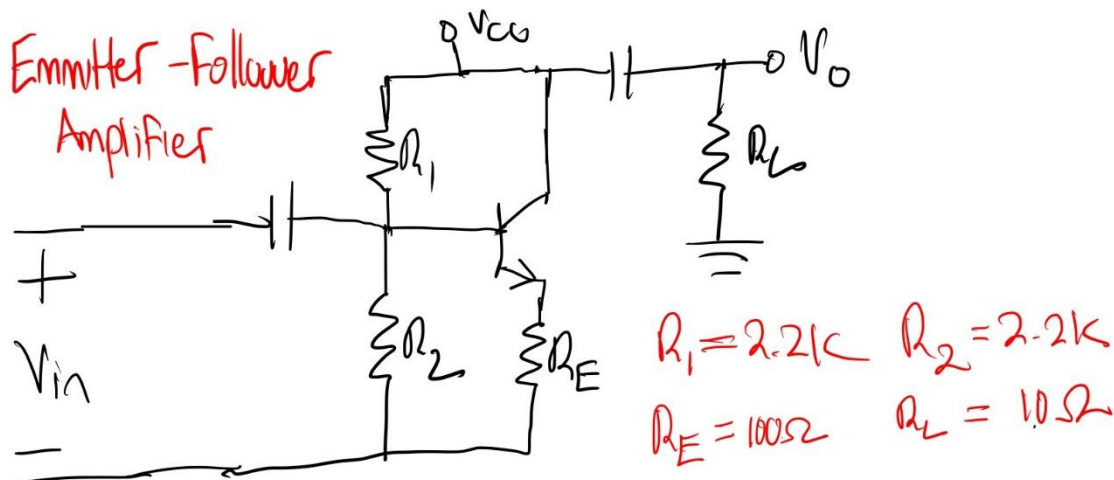 Emmitter-Follower
Amplifier
Vcc
Vo
R1
RL
Vin
+
-
R2
RE
R1 = 2.2K R2 = 2.2K
RE = 100Ω RL = 10Ω